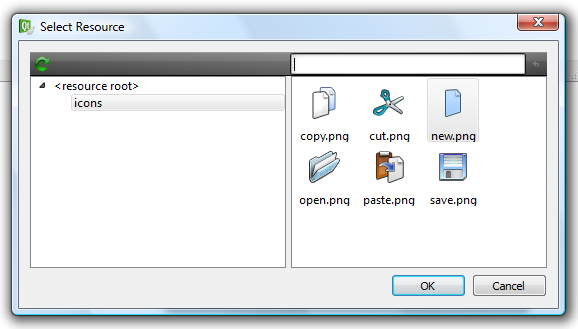 Select Resource
<resource root>
icons
copy.png cut.png new.png
open.png paste.png save.png
OK Cancel